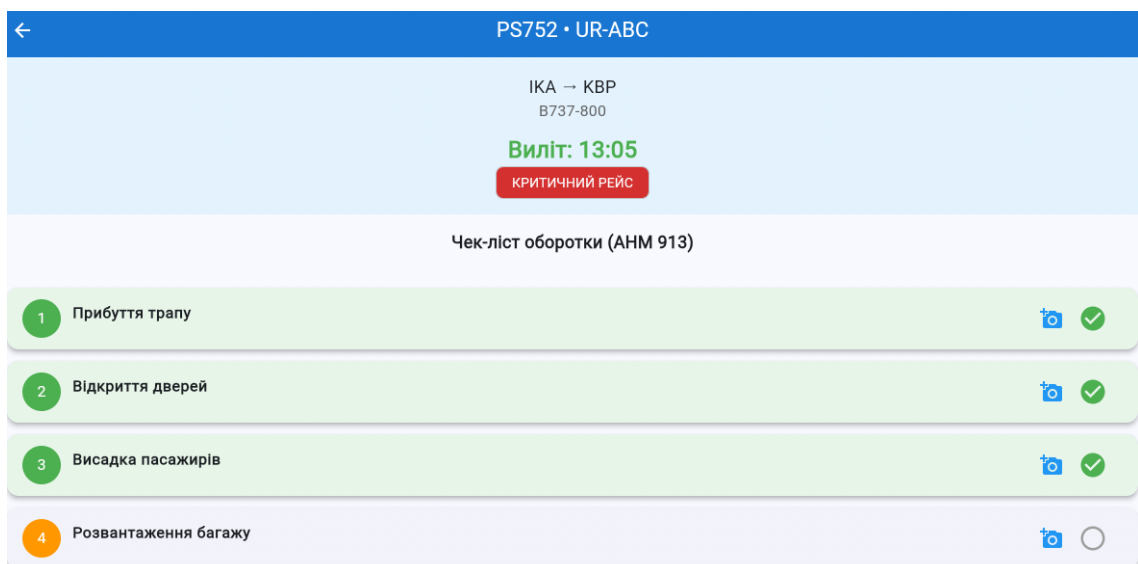 PS752 • UR-ABC
IKA → KBP
B737-800
Виліт: 13:05
КРИТИЧНИЙ РЕЙС
Чек-ліст оборотки (AHM 913)
1 Прибуття трапу
2 Відкриття дверей
3 Висадка пасажирів
4 Розвантаження багажу